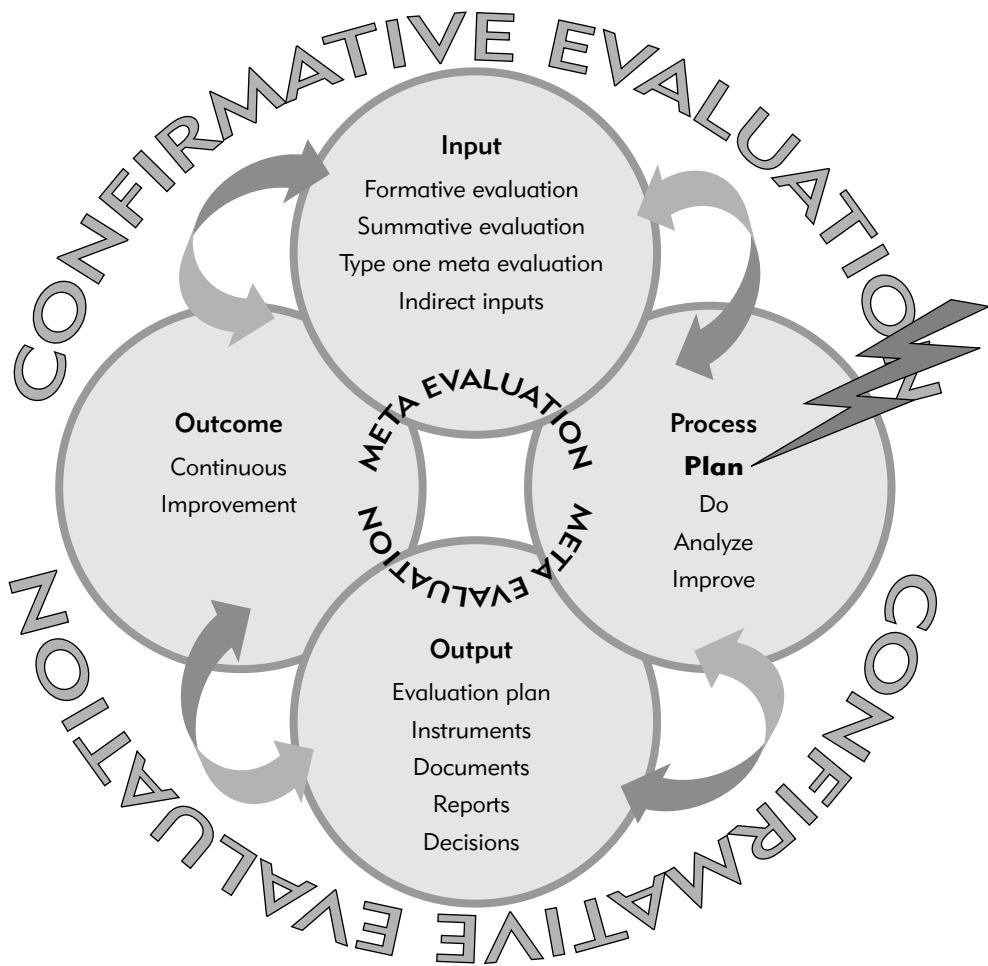 CONFIRMATIVE EVALUATION
Input
Formative evaluation
Summative evaluation
Type one meta evaluation
Indirect inputs
META EVALUATION
Outcome
Continuous
Improvement
Process
Plan
Do
Analyze
Improve
META EVALUATION
Output
Evaluation plan
Instruments
Documents
Reports
Decisions
CONFIRMATIVE EVALUATION